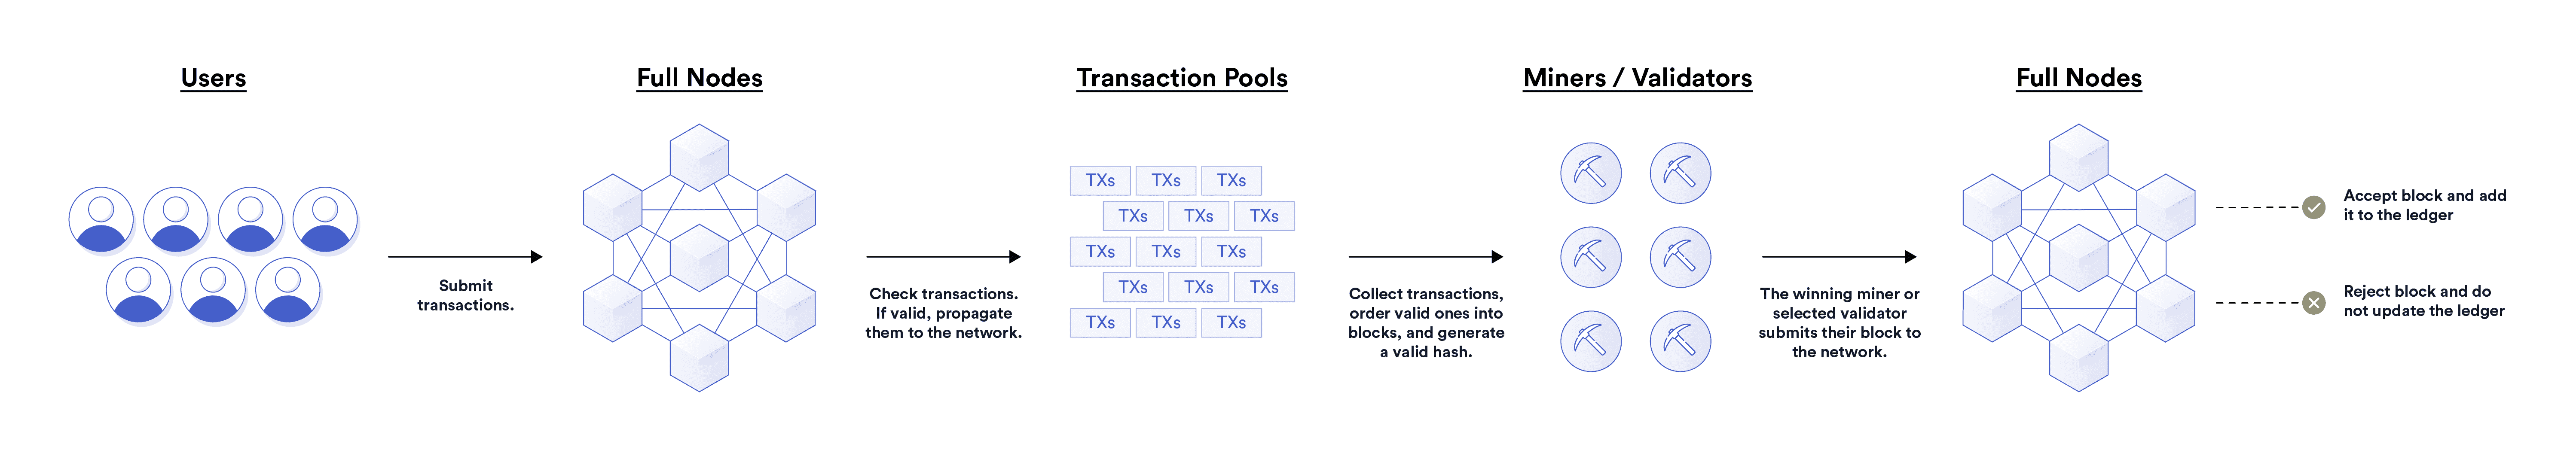 Users
Submit
transactions.
Full Nodes
Check transactions.
If valid, propagate
them to the network.
Transaction Pools
TXs TXs TXs
TXs TXs TXs
TXs TXs TXs
TXs TXs TXs
TXs TXs TXs
Collect transactions,
order valid ones into
blocks, and generate
a valid hash.
Miners / Validators
The winning miner or
selected validator
submits their block to
the network.
Full Nodes
Accept block and add
it to the ledger
Reject block and do
not update the ledger